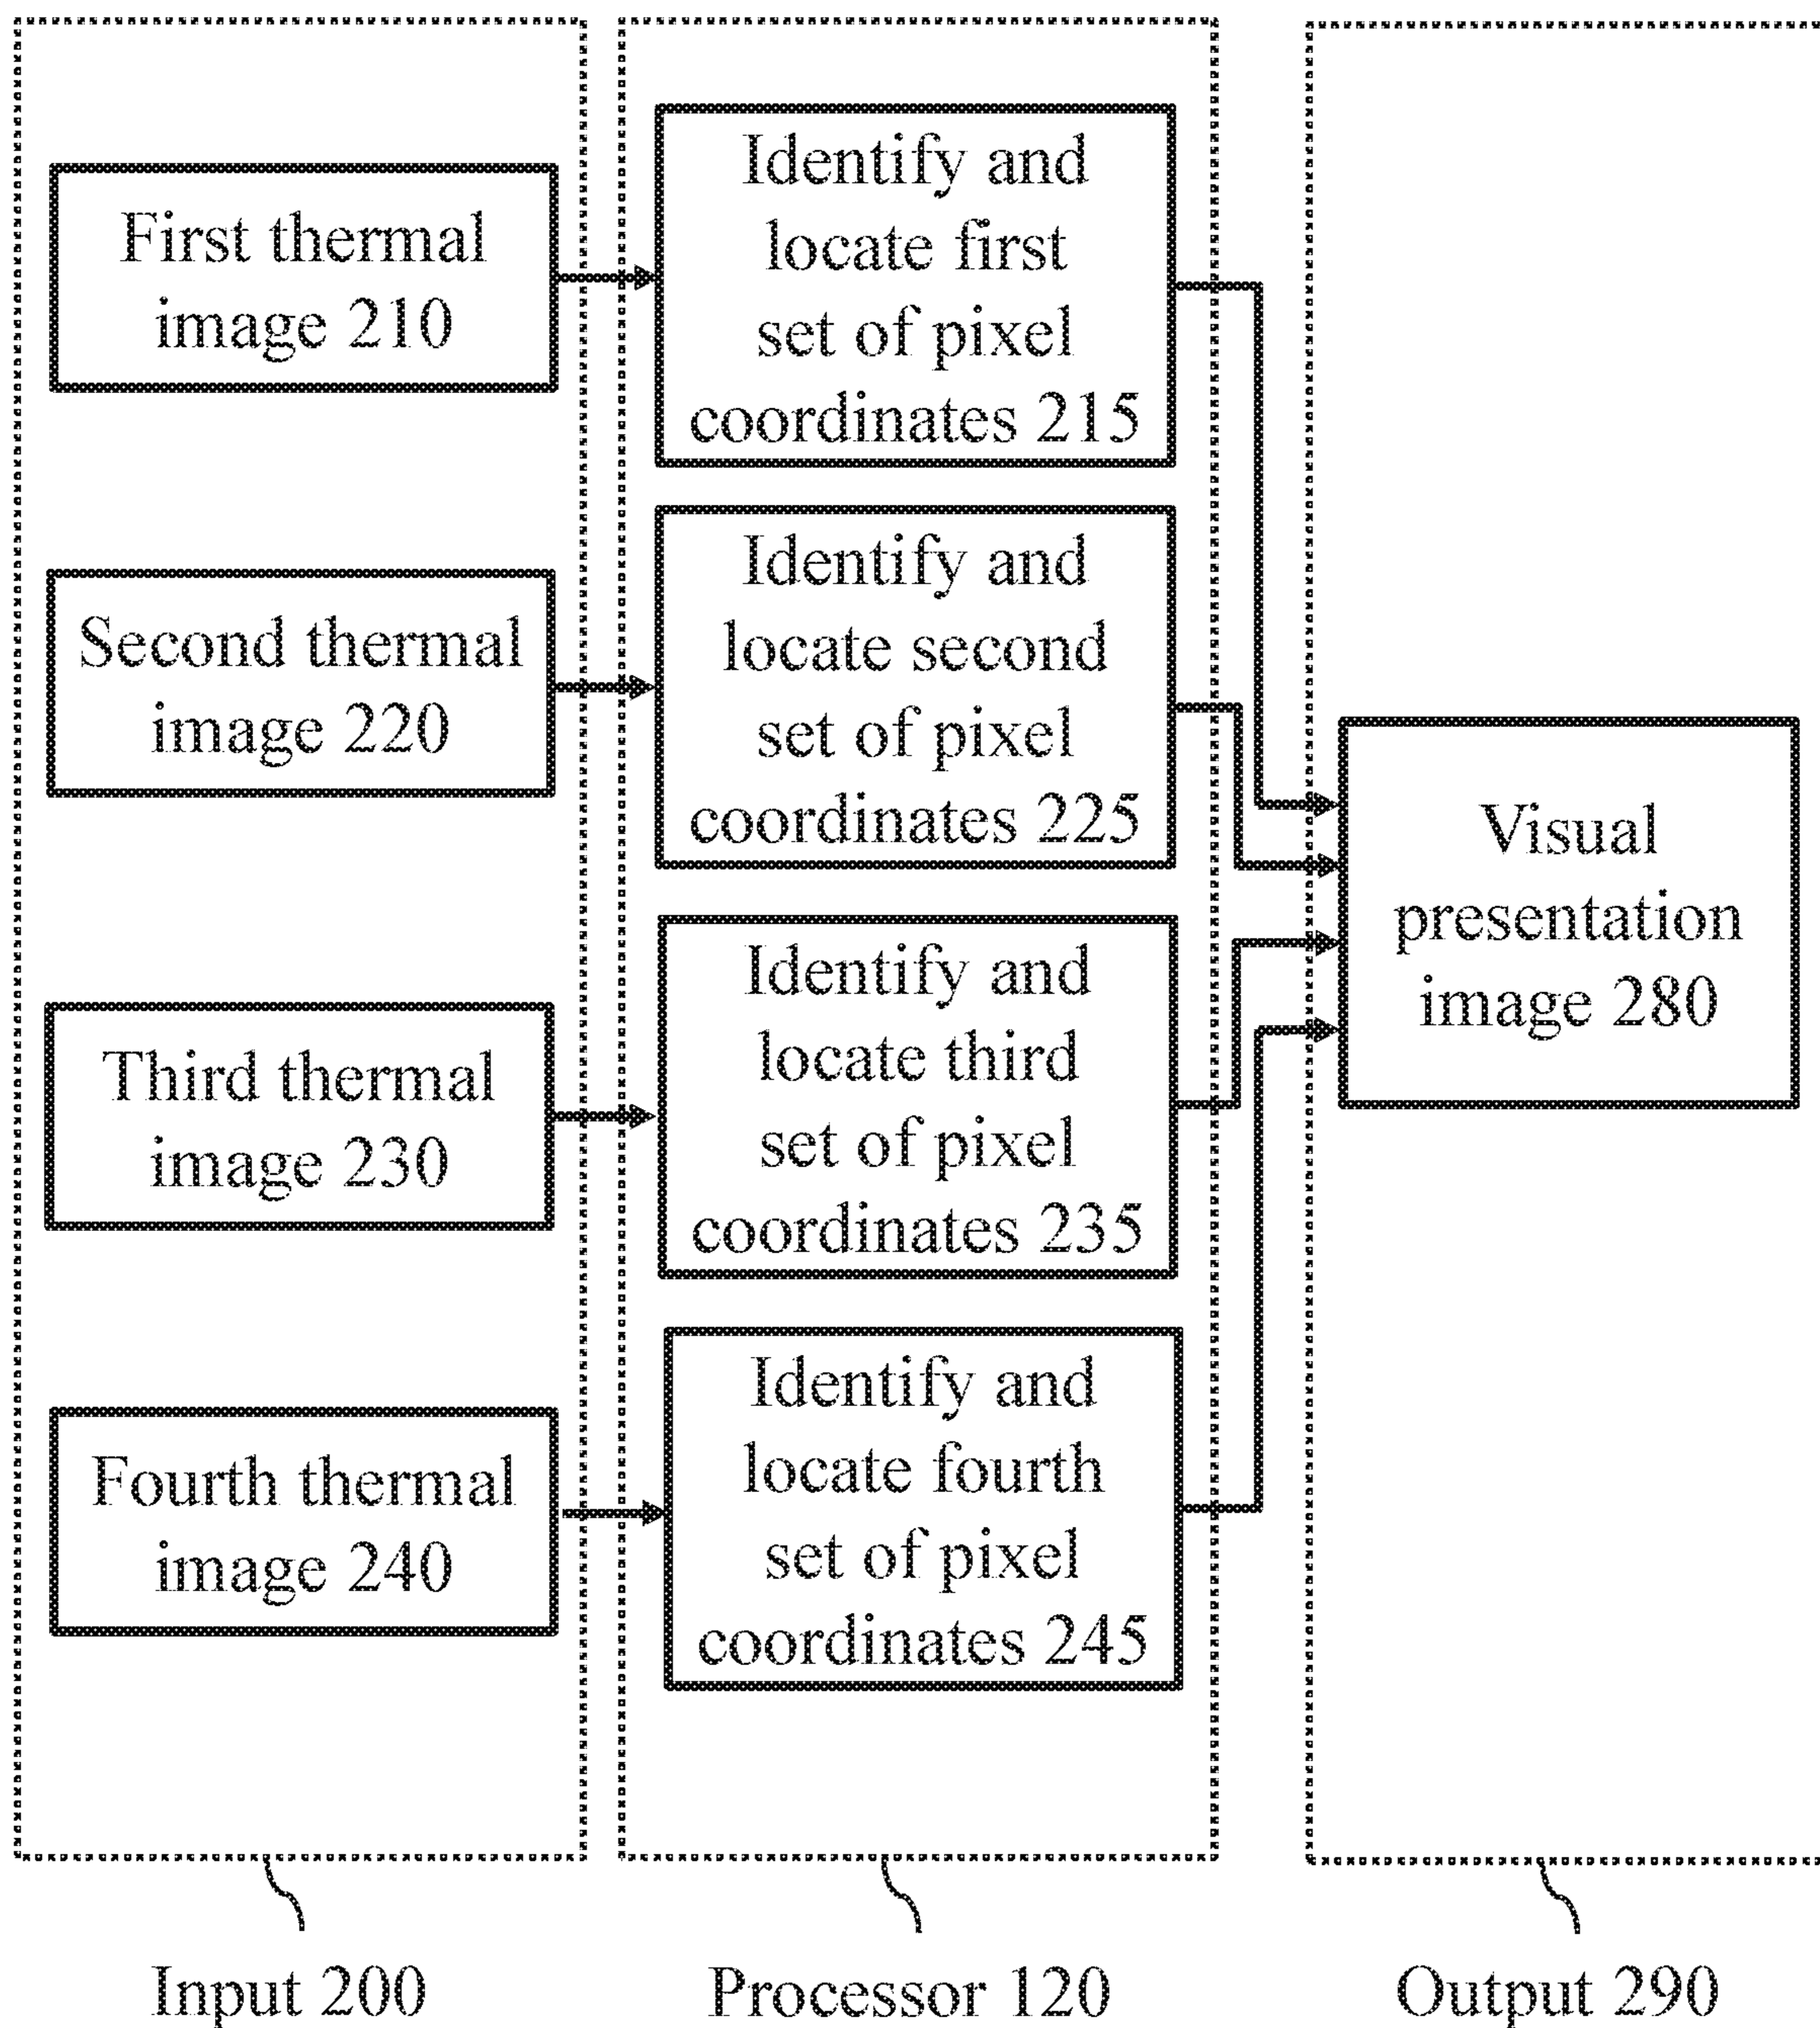 First thermal
image 210
Identify and
locate first
set of pixel
coordinates 215
Second thermal
image 220
Identify and
locate second
set of pixel
coordinates 225
Third thermal
image 230
Identify and
locate third
set of pixel
coordinates 235
Fourth thermal
image 240
Identify and
locate fourth
set of pixel
coordinates 245
Visual
presentation
image 280
Input 200
Processor 120
Output 290